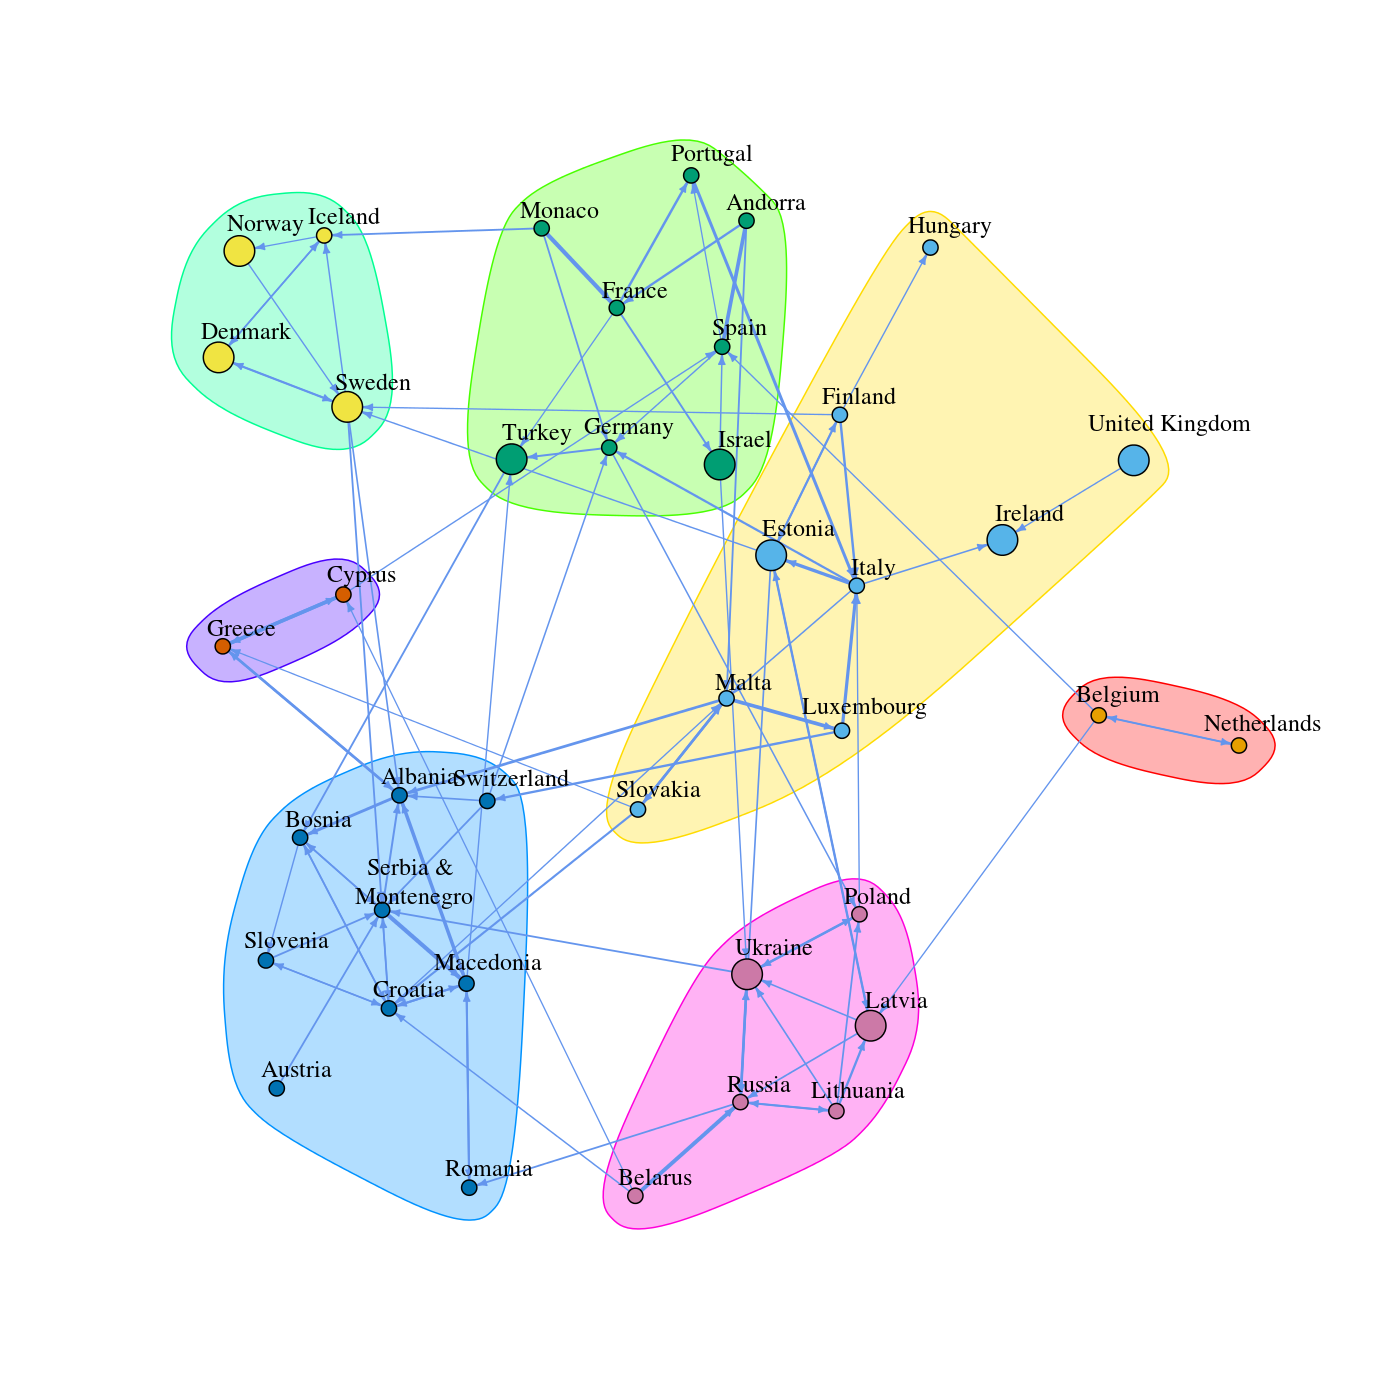 Portugal
Andorra
Monaco
Norway
Iceland
Hungary
France
Spain
Denmark
Sweden
Finland
United Kingdom
Turkey
Germany
Israel
Ireland
Estonia
Italy
Cyprus
Greece
Malta
Belgium
Luxembourg
Netherlands
Albania
Switzerland
Slovakia
Bosnia
Serbia &
Montenegro
Poland
Slovenia
Ukraine
Macedonia
Croatia
Latvia
Austria
Russia
Lithuania
Romania
Belarus